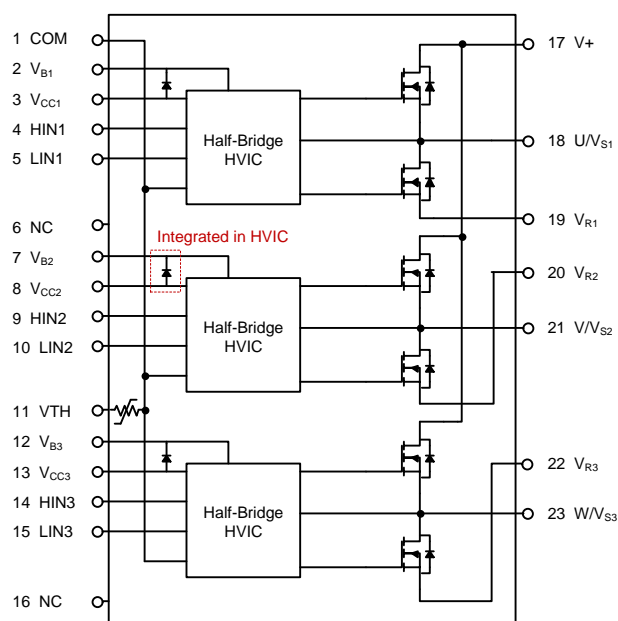 1 COM
2 VB1
3 VCC1
4 HIN1
5 LIN1
6 NC
7 VB2
8 VCC2
9 HIN2
10 LIN2
11 VTH
12 VB3
13 VCC3
14 HIN3
15 LIN3
16 NC
Half-Bridge
HVIC
Integrated in HVIC
Half-Bridge
HVIC
Half-Bridge
HVIC
17 V+
18 U/VS1
19 VR1
20 VR2
21 V/VS2
22 VR3
23 W/VS3